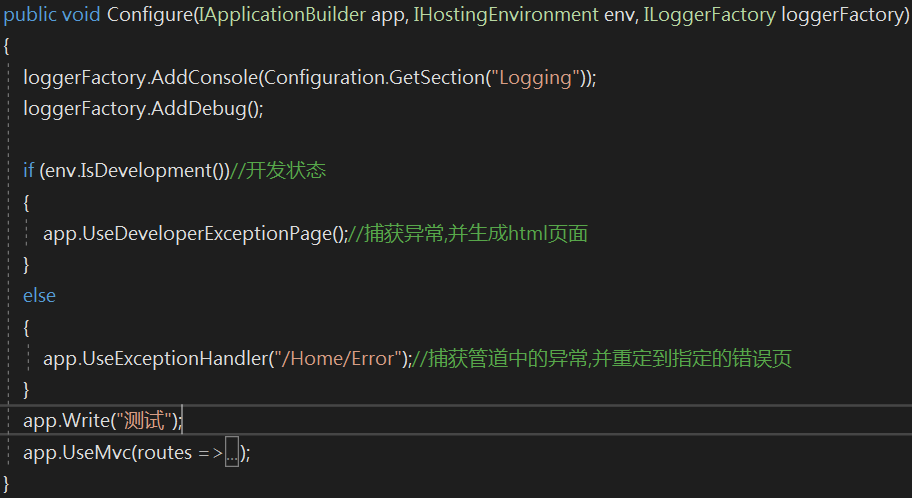 public void Configure(IApplicationBuilder app, IHostingEnvironment env, ILoggerFactory loggerFactory)
{
loggerFactory.AddConsole(Configuration.GetSection("Logging"));
loggerFactory.AddDebug();
if (env.IsDevelopment())//开发状态
{
app.UseDeveloperExceptionPage();//捕获异常,并生成html页面
}
else
{
app.UseExceptionHandler("/Home/Error");//捕获管道中的异常,并重定到指定的错误页
}
app.Write("测试");
app.UseMvc(routes =>...);
}